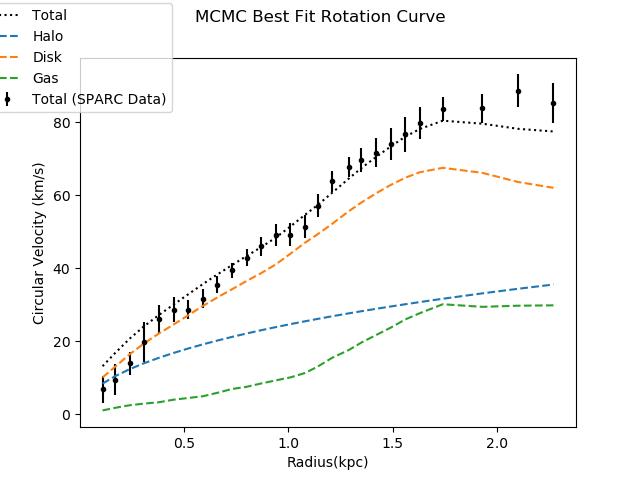 MCMC Best Fit Rotation Curve
Total
Halo
Disk
Gas
Total (SPARC Data)
Circular Velocity (km/s)
80
60
40
20
0
0.5
1.0
1.5
2.0
Radius(kpc)